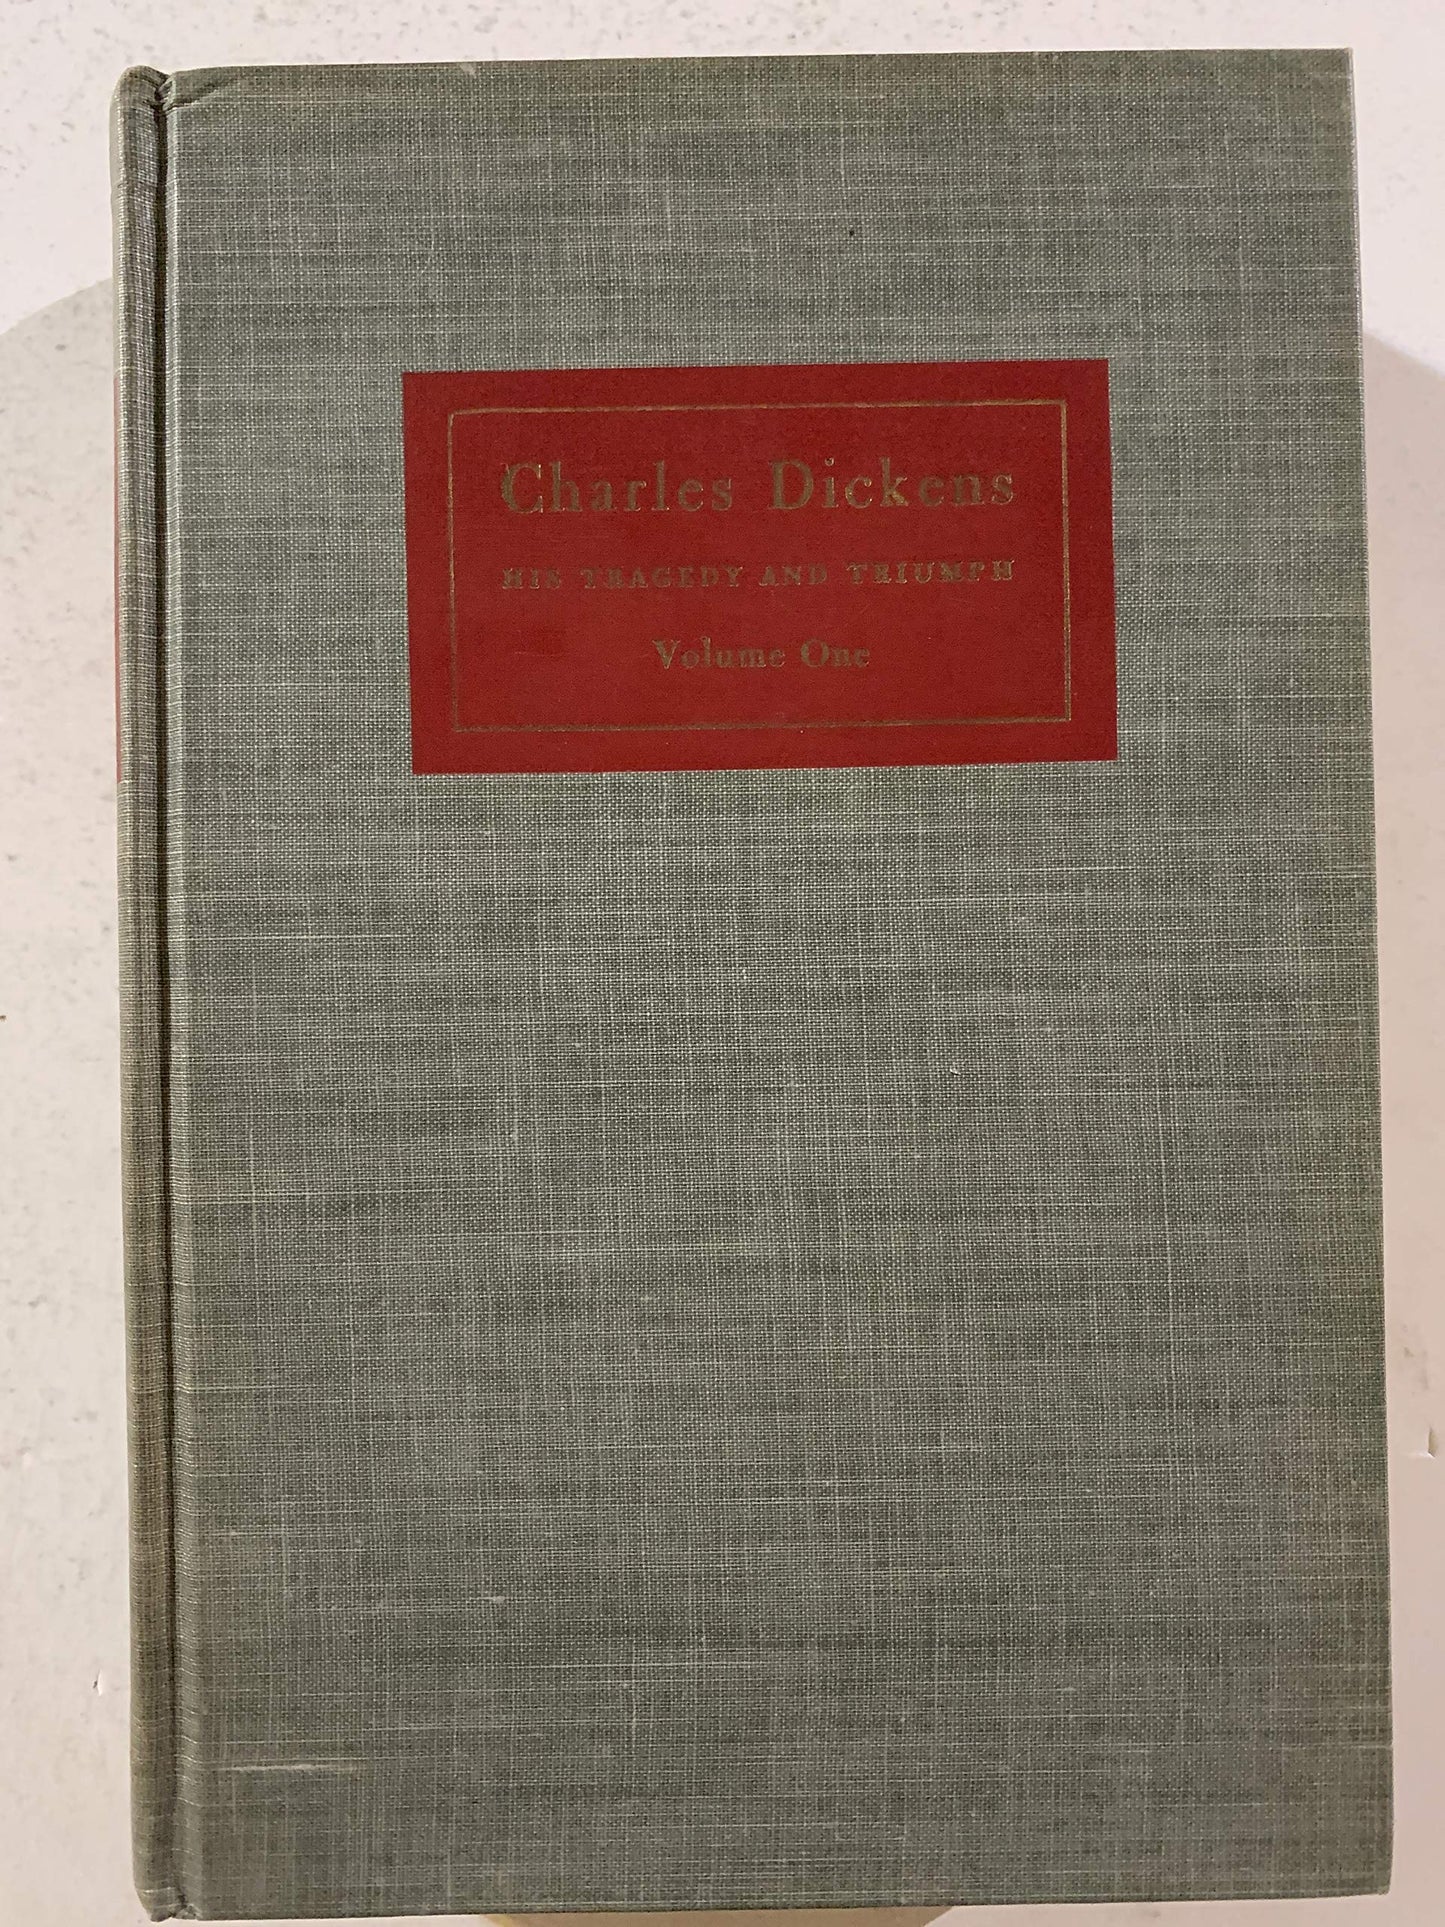 Charles Dickens
HIS TRAGEDY AND TRIUMPH
Volume One